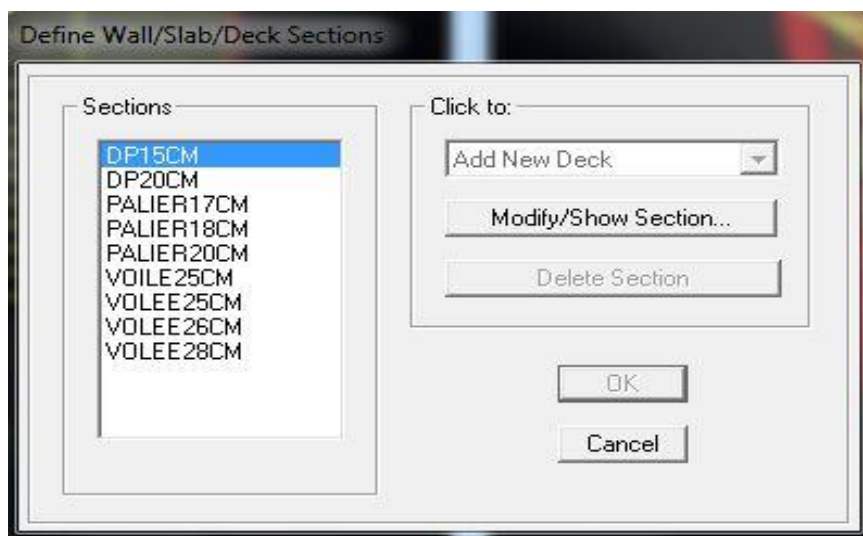 Define Wall/Slab/Deck Sections
Sections
DP15CM
DP20CM
PALIER17CM
PALIER18CM
PALIER20CM
VOILE25CM
VOLEE25CM
VOLEE26CM
VOLEE28CM
Click to:
Add New Deck
Modify/Show Section...
Delete Section
OK
Cancel